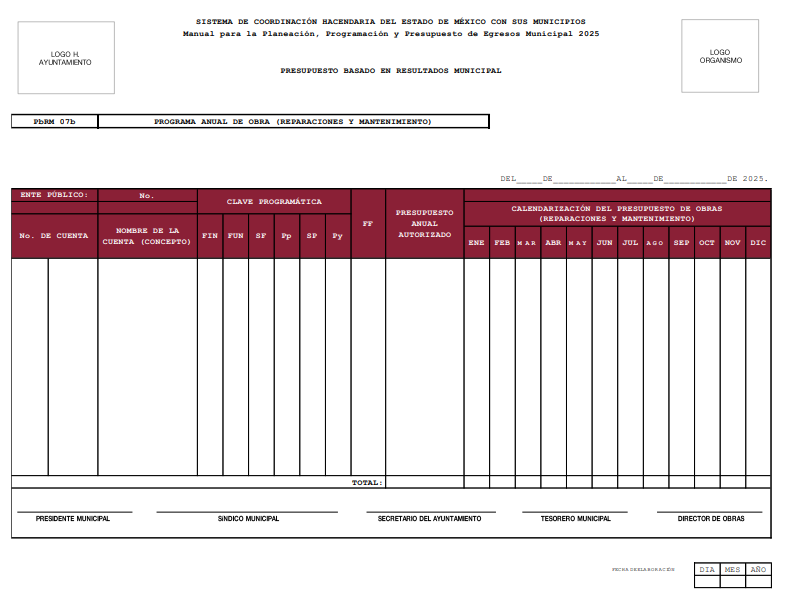 SISTEMA DE COORDINACIÓN HACENDARIA DEL ESTADO DE MÉXICO CON SUS MUNICIPIOS
Manual para la Planeación, Programación y Presupuesto de Egresos Municipal 2025
LOGO H.
AYUNTAMIENTO
LOGO
ORGANISMO
PRESUPUESTO BASADO EN RESULTADOS MUNICIPAL
PbRM 07b PROGRAMA ANUAL DE OBRA (REPARACIONES Y MANTENIMIENTO)
DEL_____DE____________AL_____DE____________DE 2025.
ENTE PÚBLICO: No.
CLAVE PROGRAMÁTICA
CALENDARIZACIÓN DEL PRESUPUESTO DE OBRAS
(REPARACIONES Y MANTENIMIENTO)
No. DE CUENTA
NOMBRE DE LA
CUENTA (CONCEPTO)
FIN FUN SF Pp SP Py
FF
PRESUPUESTO
ANUAL
AUTORIZADO
ENE FEB MAR ABR MAY JUN JUL AGO SEP OCT NOV DIC
TOTAL:
PRESIDENTE MUNICIPAL SíNDICO MUNICIPAL SECRETARIO DEL AYUNTAMIENTO TESORERO MUNICIPAL DIRECTOR DE OBRAS
FECHA DE ELABORACIÓN DIA MES AÑO